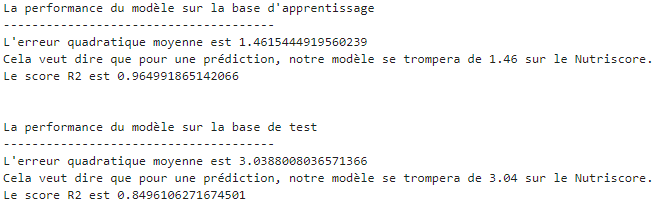 La performance du modèle sur la base d'apprentissage
-------------------------------------
L'erreur quadratique moyenne est 1.4615444919560239
Cela veut dire que pour une prédiction, notre modèle se trompera de 1.46 sur le Nutriscore.
Le score R2 est 0.964991865142066
La performance du modèle sur la base de test
-------------------------------------
L'erreur quadratique moyenne est 3.0388008036571366
Cela veut dire que pour une prédiction, notre modèle se trompera de 3.04 sur le Nutriscore.
Le score R2 est 0.8496106271674501